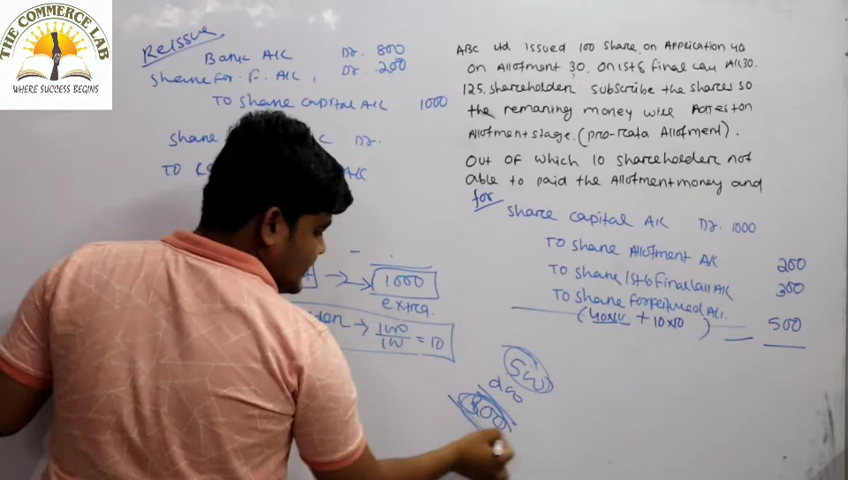 THE COMMERCE LAB
WHERE SUCCESS BEGINS
Reissue
Bank A/C Dr. 800
Share for. F. A/C, Dr. 200
To Share capital A/C 1000
Share Dr.
To
A/C
1000
extra.
→ 1000/100 = 10
ABC Ltd issued 100 Share, on Application 40
on Allotment 30, on 1st & final call A/C 30.
125. shareholder subscribe the shares so
the remaning money will
Allotment stage. (pro-rata Allotment).
Out of which 10 shareholder not
able to paid the Allotment money and
for
Share capital A/C Dr. 1000
To Share Allotment A/C 200
To Share 1st & final call A/C 300
To Share forfeitured A/C.
(40x10 + 10x10) 500
500
200
300